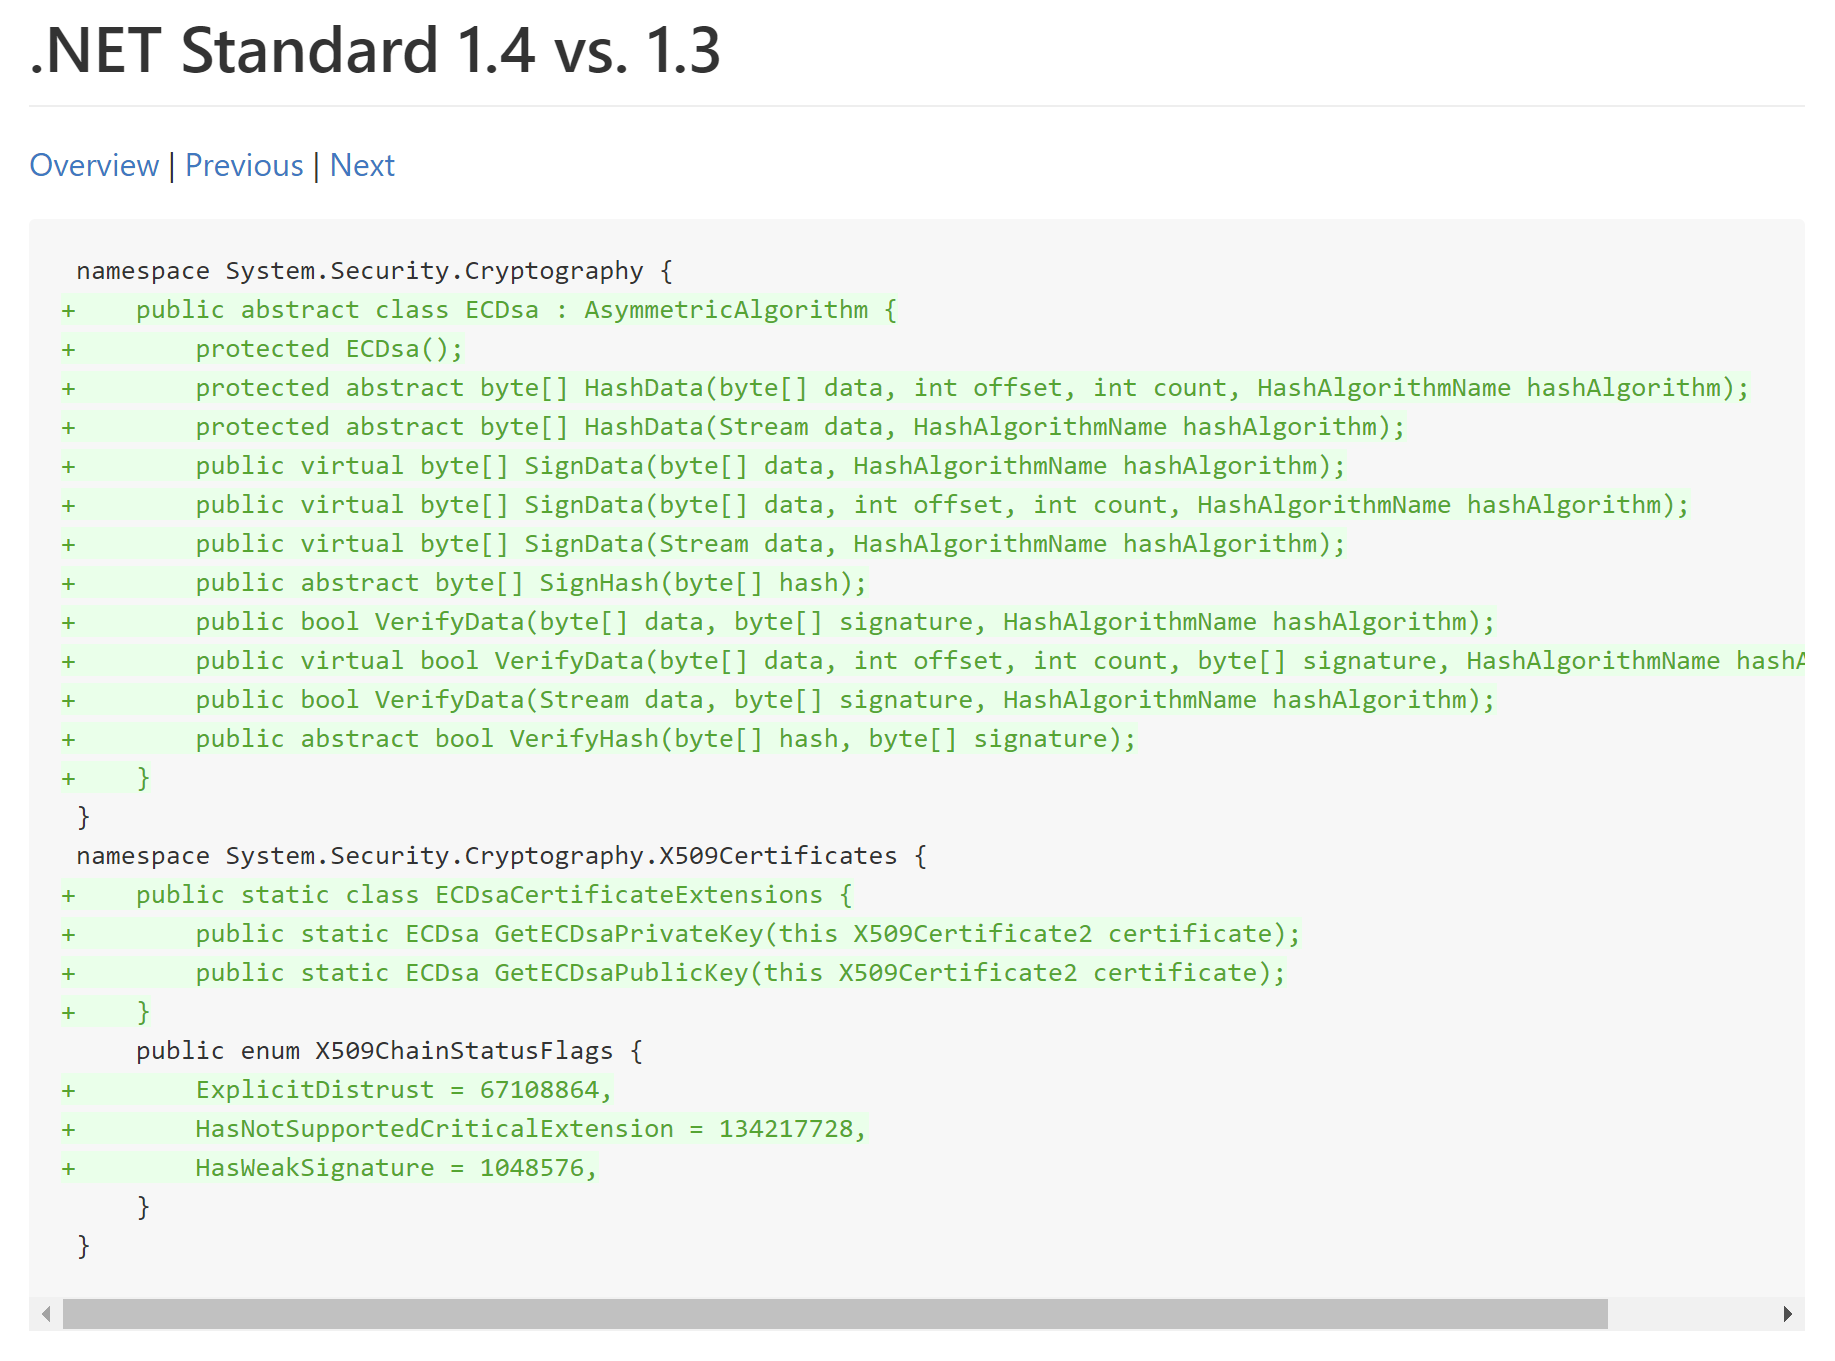 .NET Standard 1.4 vs. 1.3
Overview | Previous | Next
 namespace System.Security.Cryptography {
+    public abstract class ECDsa : AsymmetricAlgorithm {
+        protected ECDsa();
+        protected abstract byte[] HashData(byte[] data, int offset, int count, HashAlgorithmName hashAlgorithm);
+        protected abstract byte[] HashData(Stream data, HashAlgorithmName hashAlgorithm);
+        public virtual byte[] SignData(byte[] data, HashAlgorithmName hashAlgorithm);
+        public virtual byte[] SignData(byte[] data, int offset, int count, HashAlgorithmName hashAlgorithm);
+        public virtual byte[] SignData(Stream data, HashAlgorithmName hashAlgorithm);
+        public abstract byte[] SignHash(byte[] hash);
+        public bool VerifyData(byte[] data, byte[] signature, HashAlgorithmName hashAlgorithm);
+        public virtual bool VerifyData(byte[] data, int offset, int count, byte[] signature, HashAlgorithmName hashA
+        public bool VerifyData(Stream data, byte[] signature, HashAlgorithmName hashAlgorithm);
+        public abstract bool VerifyHash(byte[] hash, byte[] signature);
+    }
 }
 namespace System.Security.Cryptography.X509Certificates {
+    public static class ECDsaCertificateExtensions {
+        public static ECDsa GetECDsaPrivateKey(this X509Certificate2 certificate);
+        public static ECDsa GetECDsaPublicKey(this X509Certificate2 certificate);
+    }
     public enum X509ChainStatusFlags {
+        ExplicitDistrust = 67108864,
+        HasNotSupportedCriticalExtension = 134217728,
+        HasWeakSignature = 1048576,
     }
 }